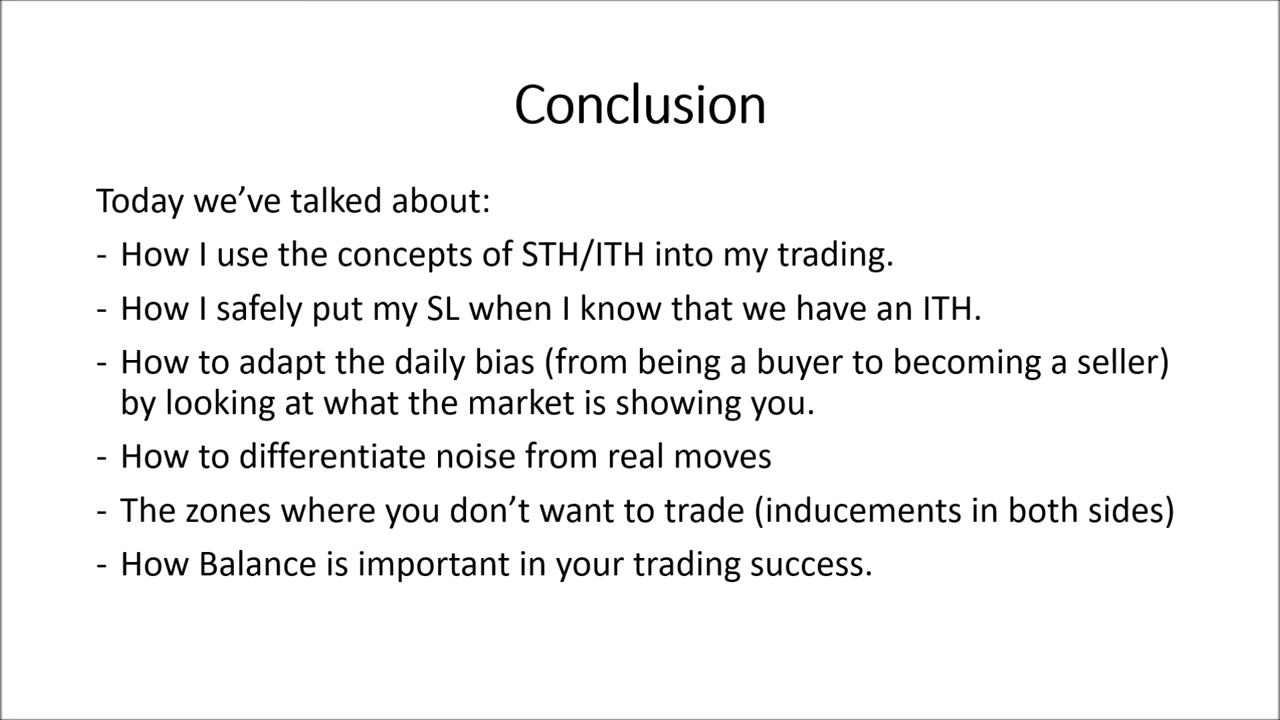 Conclusion
Today we’ve talked about:
- How I use the concepts of STH/ITH into my trading.
- How I safely put my SL when I know that we have an ITH.
- How to adapt the daily bias (from being a buyer to becoming a seller)
by looking at what the market is showing you.
- How to differentiate noise from real moves
- The zones where you don’t want to trade (inducements in both sides)
- How Balance is important in your trading success.